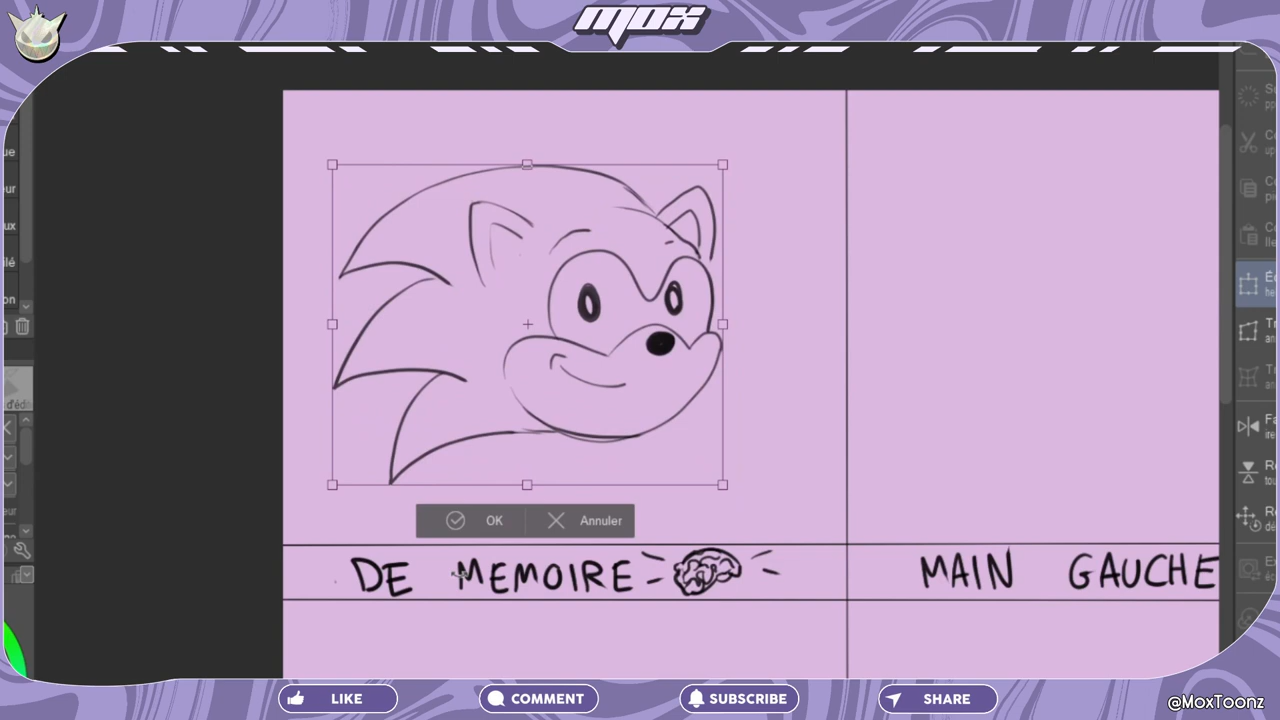 MOX
OK Annuler
DE MEMOIRE
MAIN GAUCHE
LIKE
COMMENT
SUBSCRIBE
SHARE
@MoxToonz